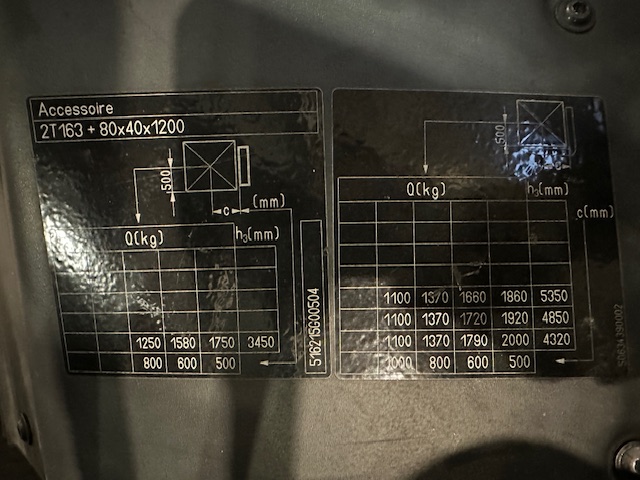 Accessoire
2T163 + 80x40x1200
500
c
(mm)
Q(kg)
h3(mm)
1250 1580 1750 3450
800 600 500
516215G00504
500
Q(kg)
h3(mm)
c(mm)
1100 1370 1660 1860 5350
1100 1370 1720 1920 4850
1100 1370 1790 2000 4320
1000 800 600 500